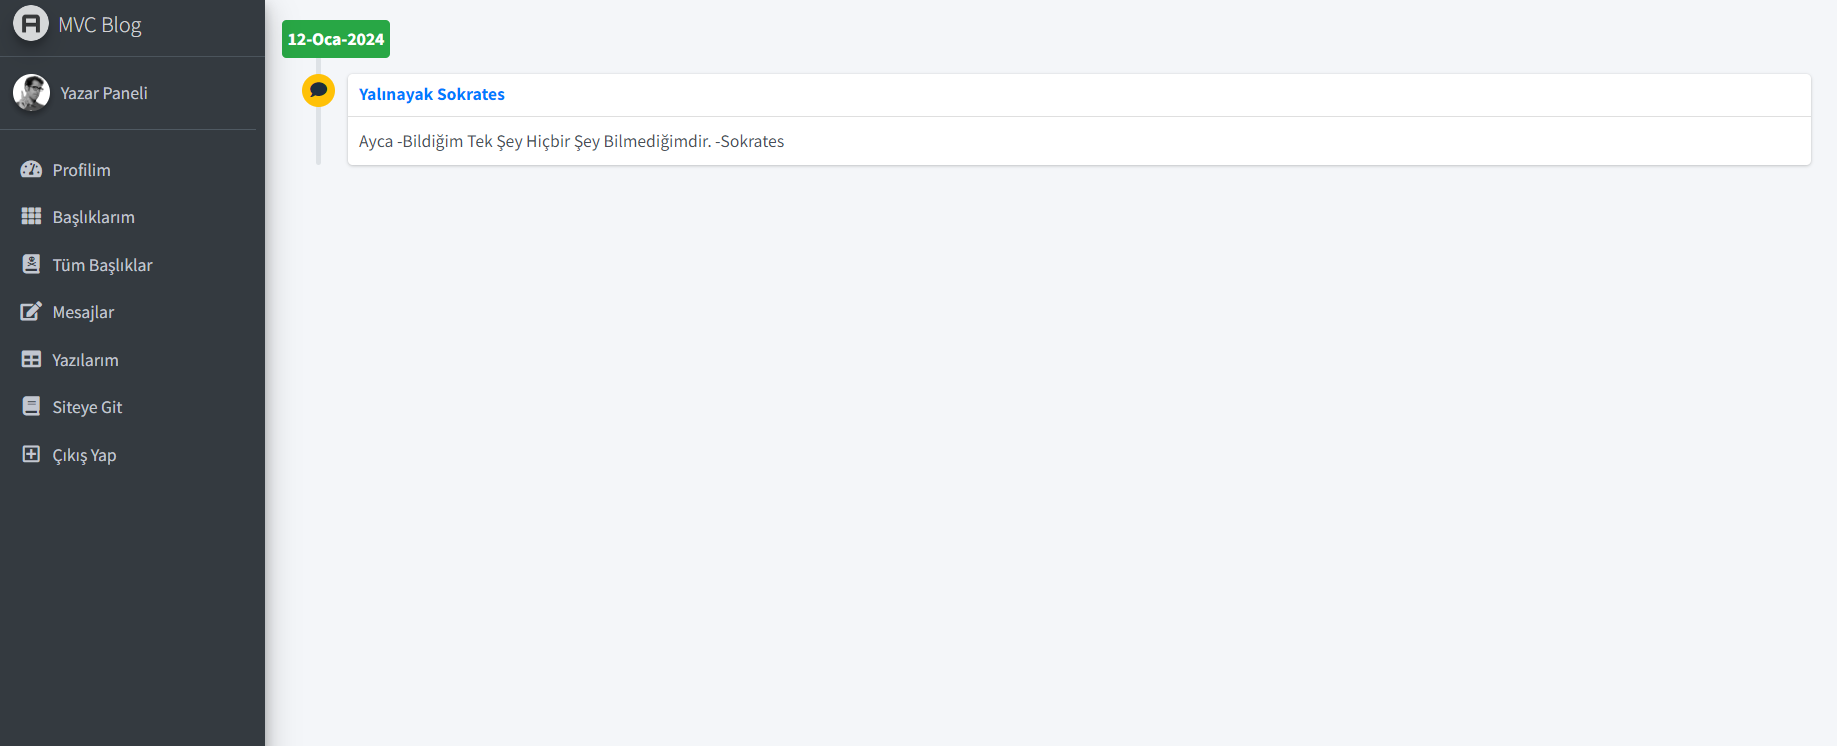 MVC Blog
Yazar Paneli
Profilim
Başlıklarım
Tüm Başlıklar
Mesajlar
Yazılarım
Siteye Git
Çıkış Yap
12-Oca-2024
Yalınayak Sokrates
Ayca -Bildiğim Tek Şey Hiçbir Şey Bilmediğimdir. -Sokrates